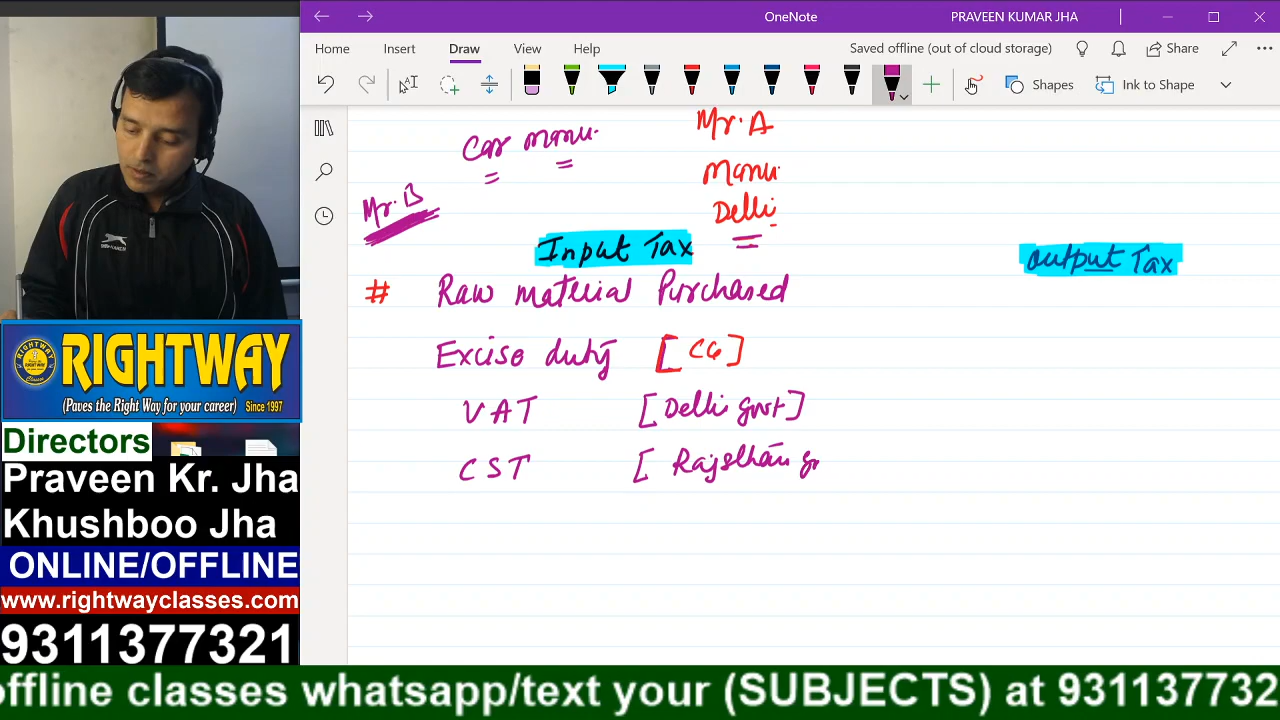 OneNote
PRAVEEN KUMAR JHA
Home Insert Draw View Help
Saved offline (out of cloud storage)
Share
Shapes
Ink to Shape
Mr. A
Car manu.
Manu.
Mr. B
Delhi
Input Tax
Output Tax
# Raw material Purchased
Excise duty [CG]
VAT [Delhi govt]
CST [Rajsthan
RIGHTWAY
(Paves the Right Way for your career) Since 1997
Directors
Praveen Kr. Jha
Khushboo Jha
ONLINE/OFFLINE
www.rightwayclasses.com
9311377321
offline classes whatsapp/text your (SUBJECTS) at 931137732